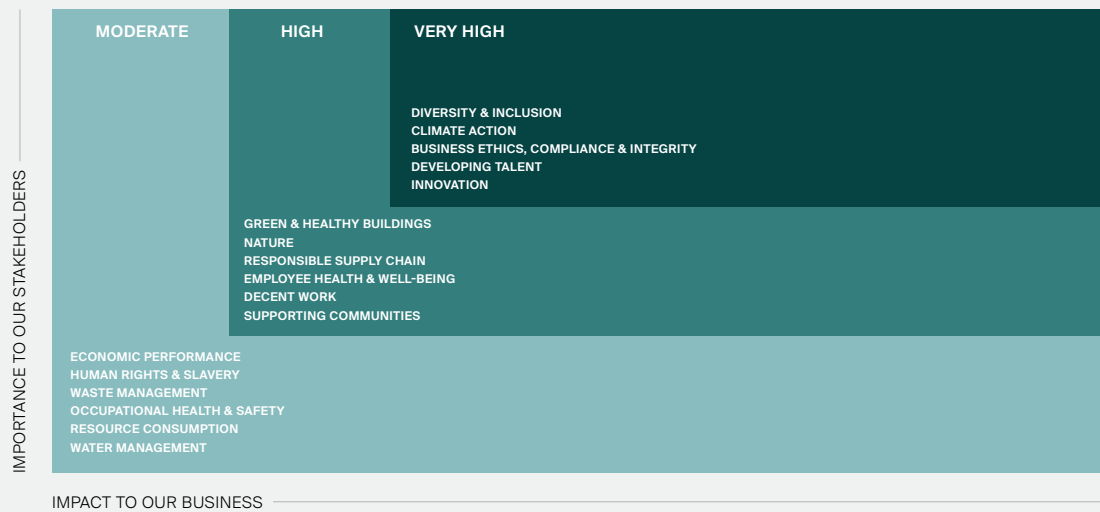 MODERATE
HIGH
VERY HIGH
DIVERSITY & INCLUSION
CLIMATE ACTION
BUSINESS ETHICS, COMPLIANCE & INTEGRITY
DEVELOPING TALENT
INNOVATION
GREEN & HEALTHY BUILDINGS
NATURE
RESPONSIBLE SUPPLY CHAIN
EMPLOYEE HEALTH & WELL-BEING
DECENT WORK
SUPPORTING COMMUNITIES
ECONOMIC PERFORMANCE
HUMAN RIGHTS & SLAVERY
WASTE MANAGEMENT
OCCUPATIONAL HEALTH & SAFETY
RESOURCE CONSUMPTION
WATER MANAGEMENT
IMPORTANCE TO OUR STAKEHOLDERS
IMPACT TO OUR BUSINESS